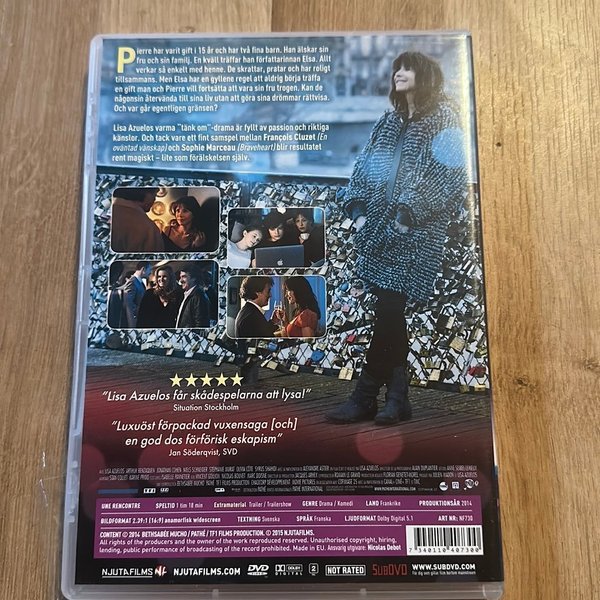 Pierre har varit gift i 15 år och har två fina barn. Han älskar sin
fru och sin familj. En kväll träffar han författarinnan Elsa. Allt
verkar så enkelt med henne. De skrattar, pratar och har roligt
tillsammans. Men Elsa har en gyllene regel att aldrig börja träffa
en gift man och Pierre vill fortsätta att vara sin fru trogen. Kan de
någonsin återvända till sina liv utan att göra sina drömmar rättvisa.
Och var går egentligen gränsen?
Lisa Azuelos varma "tänk om"-drama är fyllt av passion och riktiga
känslor. Och tack vare ett fint samspel mellan François Cluzet (En
oväntad vänskap) och Sophie Marceau (Braveheart) blir resultatet
rent magiskt – lite som förälskelsen själv.
"Lisa Azuelos får skådespelarna att lysa!"
Situation Stockholm
"Luxuöst förpackad vuxensaga [och]
en god dos förförisk eskapism"
Jan Söderqvist, SVD
UNE RENCONTRE SPELTID 1 tim 18 min Extramaterial Trailer / Trailershow GENRE Drama / Komedi LAND Frankrike PRODUKTIONSÅR 2014
BILDFORMAT 2.39:1 (16:9) anamorfisk widescreen TEXTNING Svenska SPRÅK Franska LJUDFORMAT Dolby Digital 5.1 ART NR: NF730
CONTENT © 2014 BETHSABÉE MUCHO / PATHÉ / TF1 FILMS PRODUCTION. © 2015 NJUTAFILMS.
All rights of the producer and the owner of the work reproduced reserved. Unauthorised copying, hiring,
lending, public performance of broadcasting of the record prohibited. Made in EU. Ansvarig utgivare: Nicolas Debot
7340110407300
NJUTAFILMS NJUTAFILMS.COM DVD DOLBY DIGITAL 2 NOT RATED SUBDVD WWW.SUBDVD.COM